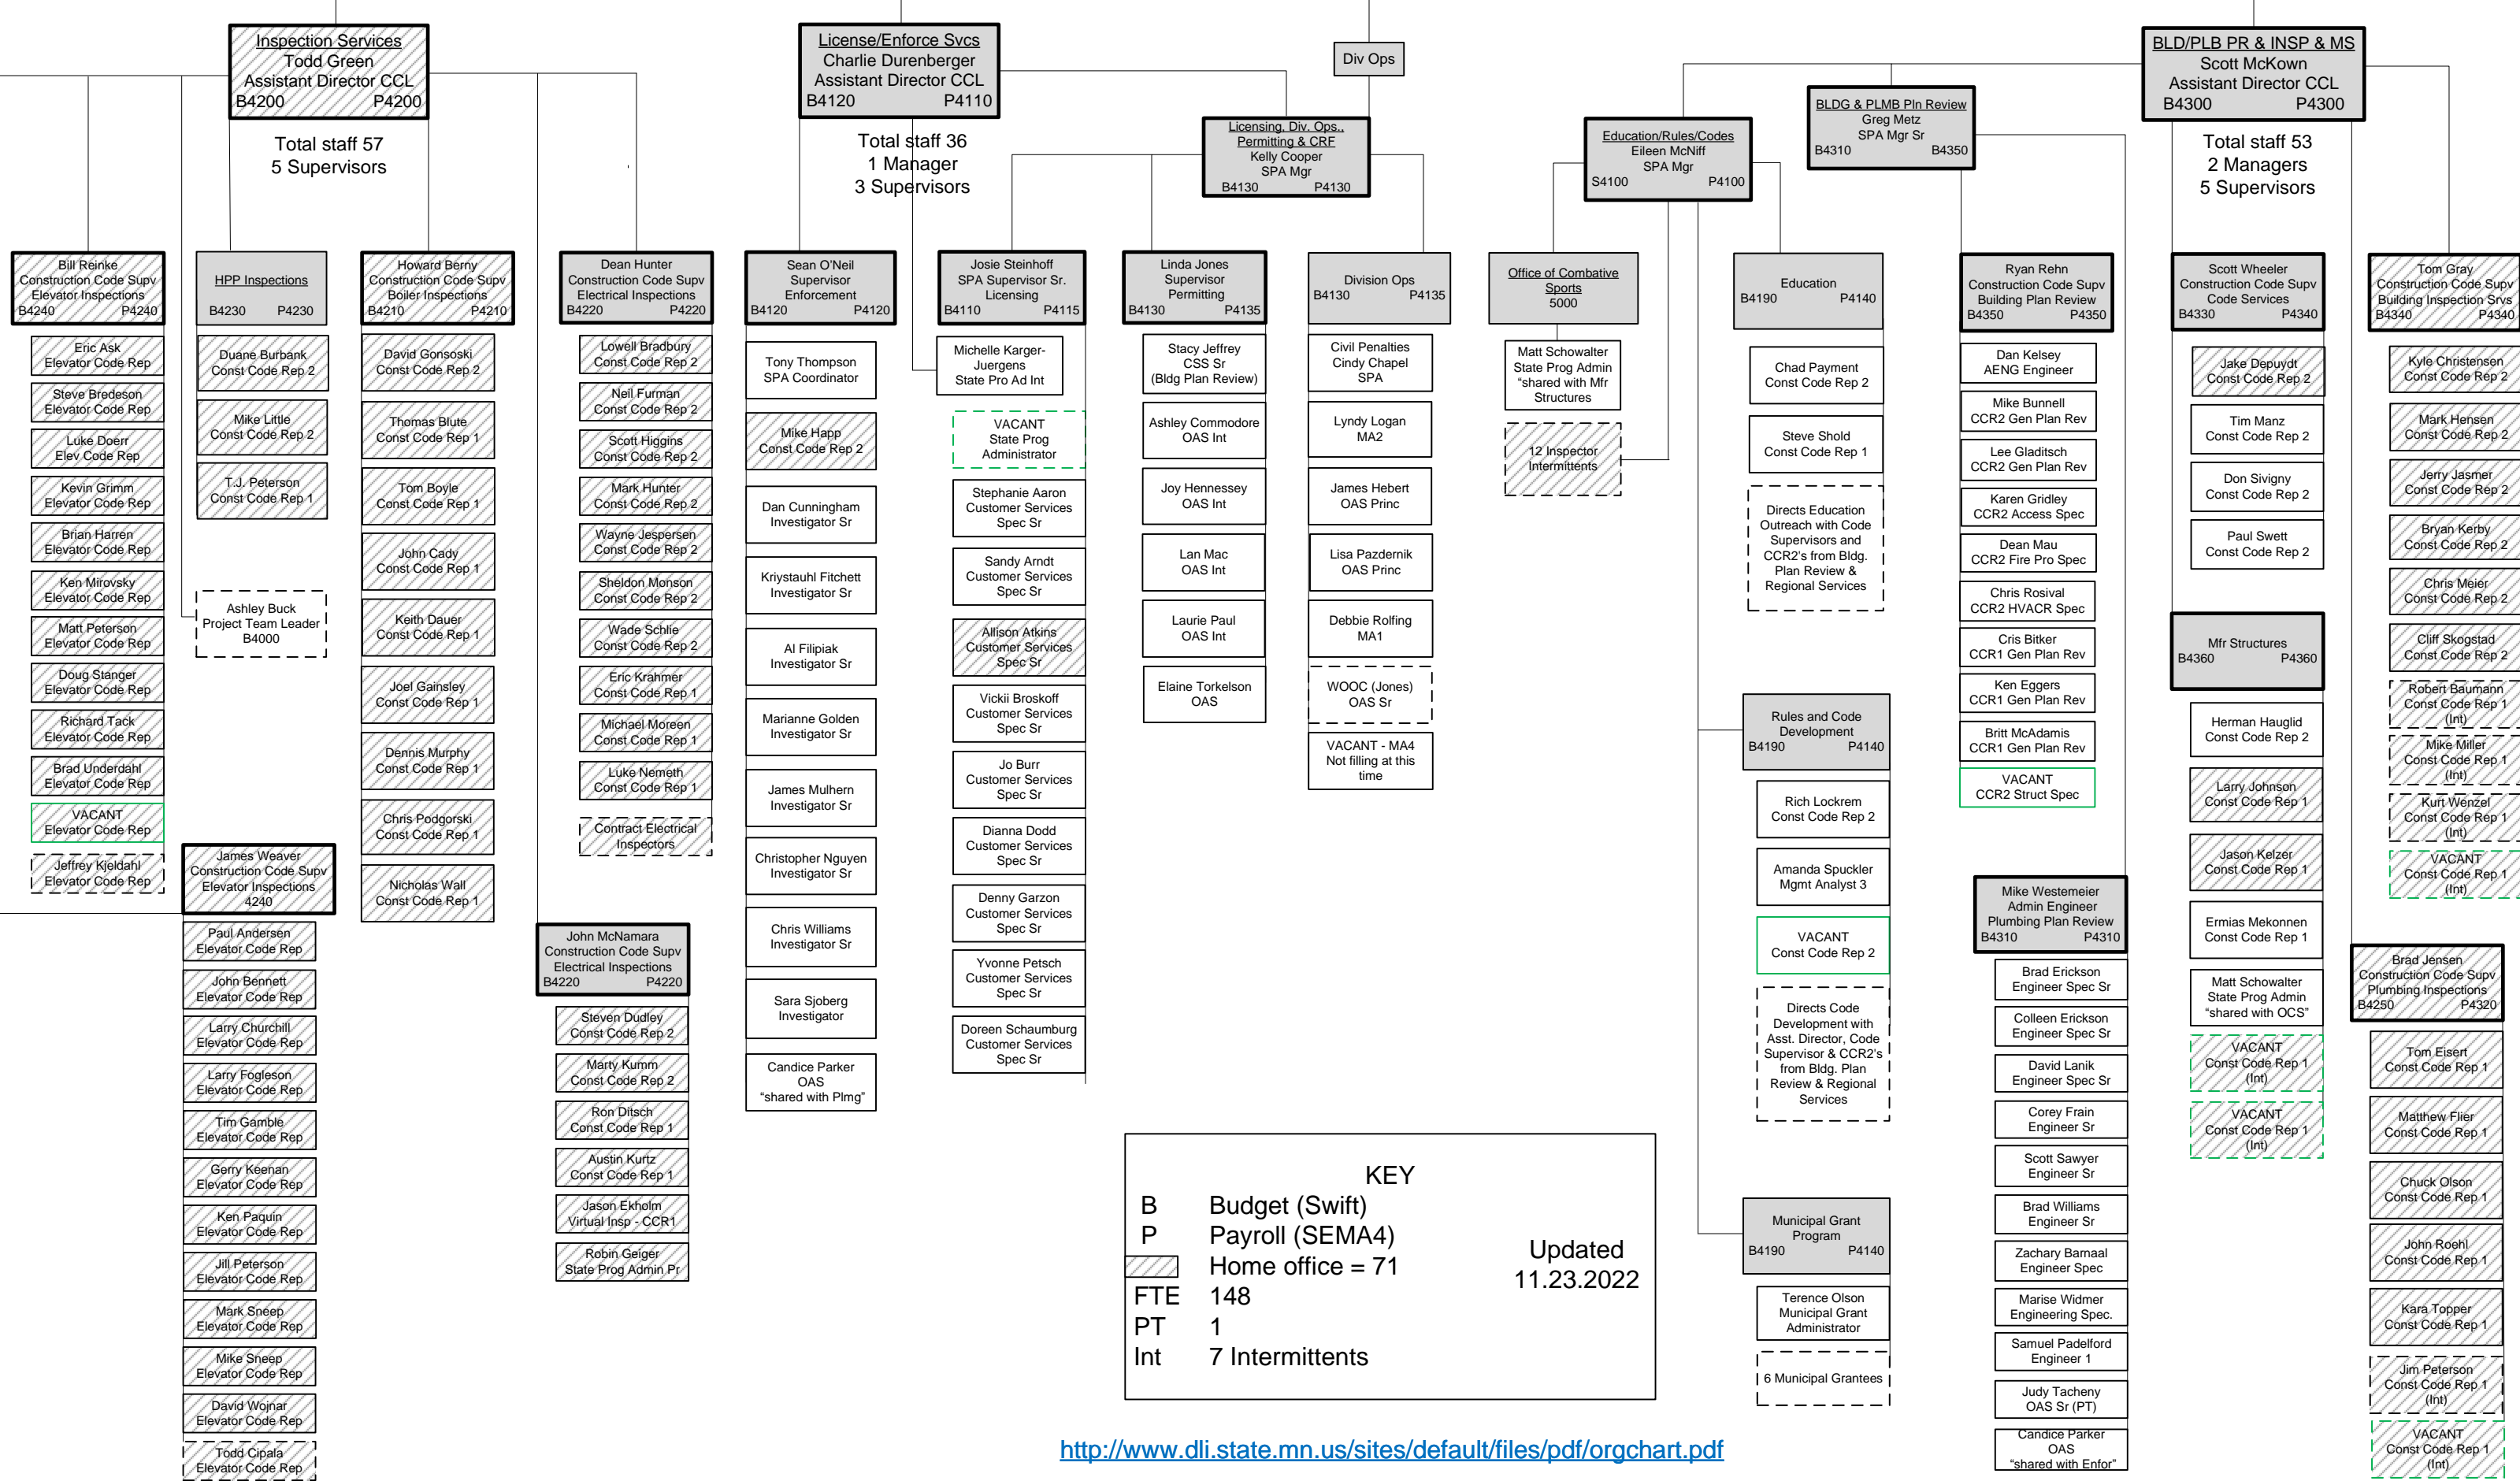 Inspection Services
Todd Green
Assistant Director CCL
B4200 P4200
Total staff 57
5 Supervisors
License/Enforce Svcs
Charlie Durenberger
Assistant Director CCL
B4120 P4110
Total staff 36
1 Manager
3 Supervisors
Div Ops
Licensing, Div. Ops.,
Permitting & CRF
Kelly Cooper
SPA Mgr
B4130 P4130
Education/Rules/Codes
Eileen McNiff
SPA Mgr
S4100 P4100
BLDG & PLMB Pln Review
Greg Metz
SPA Mgr Sr
B4310 B4350
BLD/PLB PR & INSP & MS
Scott McKown
Assistant Director CCL
B4300 P4300
Total staff 53
2 Managers
5 Supervisors
Bill Reinke
Construction Code Supv
Elevator Inspections
B4240 P4240
Eric Ask
Elevator Code Rep
Steve Bredeson
Elevator Code Rep
Luke Doerr
Elev Code Rep
Kevin Grimm
Elevator Code Rep
Brian Harren
Elevator Code Rep
Ken Mirovsky
Elevator Code Rep
Matt Peterson
Elevator Code Rep
Doug Stanger
Elevator Code Rep
Richard Tack
Elevator Code Rep
Brad Underdahl
Elevator Code Rep
VACANT
Elevator Code Rep
Jeffrey Kjeldahl
Elevator Code Rep
HPP Inspections
B4230 P4230
Duane Burbank
Const Code Rep 2
Mike Little
Const Code Rep 2
T.J. Peterson
Const Code Rep 1
Ashley Buck
Project Team Leader
B4000
James Weaver
Construction Code Supv
Elevator Inspections
4240
Paul Andersen
Elevator Code Rep
John Bennett
Elevator Code Rep
Larry Churchill
Elevator Code Rep
Larry Fogleson
Elevator Code Rep
Tim Gamble
Elevator Code Rep
Gerry Keenan
Elevator Code Rep
Ken Paquin
Elevator Code Rep
Jill Peterson
Elevator Code Rep
Mark Sneep
Elevator Code Rep
Mike Sneep
Elevator Code Rep
David Wojnar
Elevator Code Rep
Todd Cipala
Elevator Code Rep
Howard Berny
Construction Code Supv
Boiler Inspections
B4210 P4210
David Gonsoski
Const Code Rep 2
Thomas Blute
Const Code Rep 1
Tom Boyle
Const Code Rep 1
John Cady
Const Code Rep 1
Keith Dauer
Const Code Rep 1
Joel Gainsley
Const Code Rep 1
Dennis Murphy
Const Code Rep 1
Chris Podgorski
Const Code Rep 1
Nicholas Wall
Const Code Rep 1
Dean Hunter
Construction Code Supv
Electrical Inspections
B4220 P4220
Lowell Bradbury
Const Code Rep 2
Neil Furman
Const Code Rep 2
Scott Higgins
Const Code Rep 2
Mark Hunter
Const Code Rep 2
Wayne Jespersen
Const Code Rep 2
Sheldon Monson
Const Code Rep 2
Wade Schlie
Const Code Rep 2
Eric Krahmer
Const Code Rep 1
Michael Moreen
Const Code Rep 1
Luke Nemeth
Const Code Rep 1
Contract Electrical
Inspectors
John McNamara
Construction Code Supv
Electrical Inspections
B4220 P4220
Steven Dudley
Const Code Rep 2
Marty Kumm
Const Code Rep 2
Ron Ditsch
Const Code Rep 1
Austin Kurtz
Const Code Rep 1
Jason Ekholm
Virtual Insp - CCR1
Robin Geiger
State Prog Admin Pr
Sean O’Neil
Supervisor
Enforcement
B4120 P4120
Tony Thompson
SPA Coordinator
Mike Happ
Const Code Rep 2
Dan Cunningham
Investigator Sr
Kriystauhl Fitchett
Investigator Sr
Al Filipiak
Investigator Sr
Marianne Golden
Investigator Sr
James Mulhern
Investigator Sr
Christopher Nguyen
Investigator Sr
Chris Williams
Investigator Sr
Sara Sjoberg
Investigator
Candice Parker
OAS
“shared with Plmg”
Josie Steinhoff
SPA Supervisor Sr.
Licensing
B4110 P4115
Michelle Karger-
Juergens
State Pro Ad Int
VACANT
State Prog
Administrator
Stephanie Aaron
Customer Services
Spec Sr
Sandy Arndt
Customer Services
Spec Sr
Allison Atkins
Customer Services
Spec Sr
Vickii Broskoff
Customer Services
Spec Sr
Jo Burr
Customer Services
Spec Sr
Dianna Dodd
Customer Services
Spec Sr
Denny Garzon
Customer Services
Spec Sr
Yvonne Petsch
Customer Services
Spec Sr
Doreen Schaumburg
Customer Services
Spec Sr
Linda Jones
Supervisor
Permitting
B4130 P4135
Stacy Jeffrey
CSS Sr
(Bldg Plan Review)
Ashley Commodore
OAS Int
Joy Hennessey
OAS Int
Lan Mac
OAS Int
Laurie Paul
OAS Int
Elaine Torkelson
OAS
Division Ops
B4130 P4135
Civil Penalties
Cindy Chapel
SPA
Lyndy Logan
MA2
James Hebert
OAS Princ
Lisa Pazdernik
OAS Princ
Debbie Rolfing
MA1
WOOC (Jones)
OAS Sr
VACANT - MA4
Not filling at this
time
Office of Combative
Sports
5000
Matt Schowalter
State Prog Admin
“shared with Mfr
Structures
12 Inspector
Intermittents
Education
B4190 P4140
Chad Payment
Const Code Rep 2
Steve Shold
Const Code Rep 1
Directs Education
Outreach with Code
Supervisors and
CCR2’s from Bldg.
Plan Review &
Regional Services
Rules and Code
Development
B4190 P4140
Rich Lockrem
Const Code Rep 2
Amanda Spuckler
Mgmt Analyst 3
VACANT
Const Code Rep 2
Directs Code
Development with
Asst. Director, Code
Supervisor & CCR2’s
from Bldg. Plan
Review & Regional
Services
Municipal Grant
Program
B4190 P4140
Terence Olson
Municipal Grant
Administrator
6 Municipal Grantees
Ryan Rehn
Construction Code Supv
Building Plan Review
B4350 P4350
Dan Kelsey
AENG Engineer
Mike Bunnell
CCR2 Gen Plan Rev
Lee Gladitsch
CCR2 Gen Plan Rev
Karen Gridley
CCR2 Access Spec
Dean Mau
CCR2 Fire Pro Spec
Chris Rosival
CCR2 HVACR Spec
Cris Bitker
CCR1 Gen Plan Rev
Ken Eggers
CCR1 Gen Plan Rev
Britt McAdamis
CCR1 Gen Plan Rev
VACANT
CCR2 Struct Spec
Mike Westemeier
Admin Engineer
Plumbing Plan Review
B4310 P4310
Brad Erickson
Engineer Spec Sr
Colleen Erickson
Engineer Spec Sr
David Lanik
Engineer Spec Sr
Corey Frain
Engineer Sr
Scott Sawyer
Engineer Sr
Brad Williams
Engineer Sr
Zachary Barnaal
Engineer Spec
Marise Widmer
Engineering Spec.
Samuel Padelford
Engineer 1
Judy Tacheny
OAS Sr (PT)
Candice Parker
OAS
“shared with Enfor”
Scott Wheeler
Construction Code Supv
Code Services
B4330 P4340
Jake Depuydt
Const Code Rep 2
Tim Manz
Const Code Rep 2
Don Sivigny
Const Code Rep 2
Paul Swett
Const Code Rep 2
Mfr Structures
B4360 P4360
Herman Hauglid
Const Code Rep 2
Larry Johnson
Const Code Rep 1
Jason Kelzer
Const Code Rep 1
Ermias Mekonnen
Const Code Rep 1
Matt Schowalter
State Prog Admin
“shared with OCS”
VACANT
Const Code Rep 1
(Int)
VACANT
Const Code Rep 1
(Int)
Tom Gray
Construction Code Supv
Building Inspection Srvs
B4340 P4340
Kyle Christensen
Const Code Rep 2
Mark Hensen
Const Code Rep 2
Jerry Jasmer
Const Code Rep 2
Bryan Kerby
Const Code Rep 2
Chris Meier
Const Code Rep 2
Cliff Skogstad
Const Code Rep 2
Robert Baumann
Const Code Rep 1
(Int)
Mike Miller
Const Code Rep 1
(Int)
Kurt Wenzel
Const Code Rep 1
(Int)
VACANT
Const Code Rep 1
(Int)
Brad Jensen
Construction Code Supv
Plumbing Inspections
B4250 P4320
Tom Eisert
Const Code Rep 1
Matthew Flier
Const Code Rep 1
Chuck Olson
Const Code Rep 1
John Roehl
Const Code Rep 1
Kara Topper
Const Code Rep 1
Jim Peterson
Const Code Rep 1
(Int)
VACANT
Const Code Rep 1
(Int)
KEY
B Budget (Swift)
P Payroll (SEMA4)
Home office = 71
FTE 148
PT 1
Int 7 Intermittents
Updated
11.23.2022
http://www.dli.state.mn.us/sites/default/files/pdf/orgchart.pdf